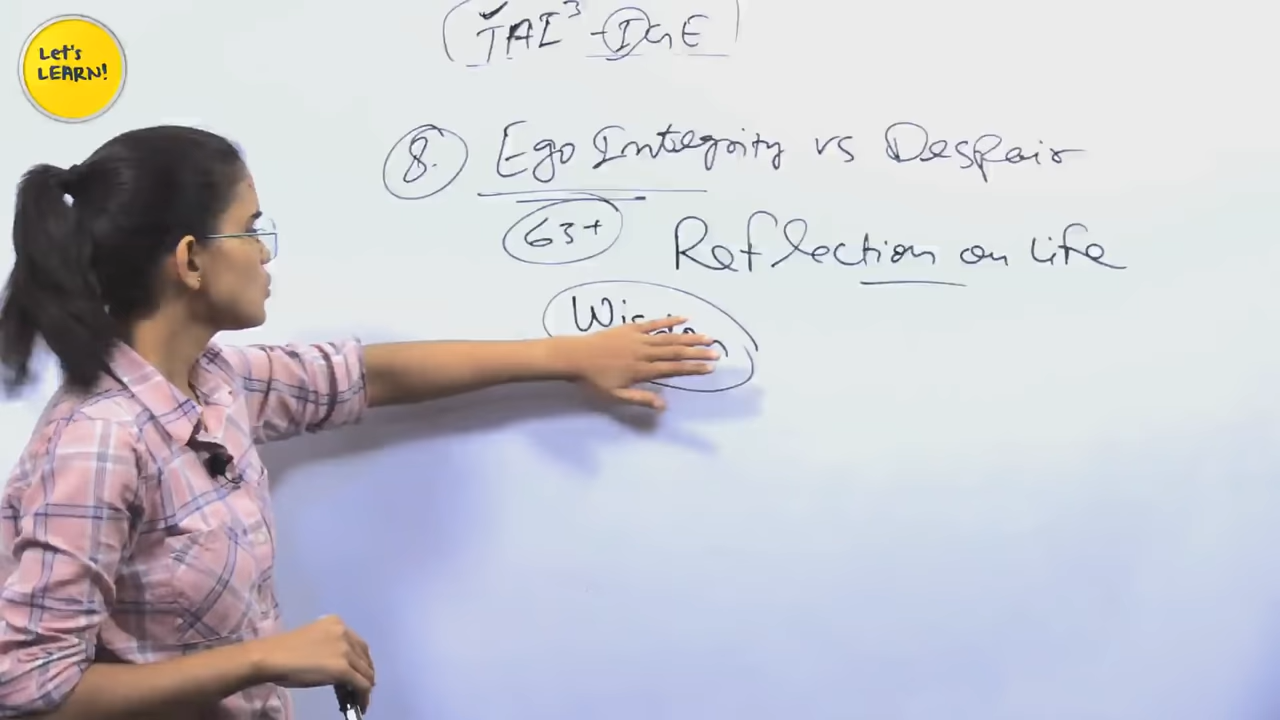 Let's
LEARN!
TAI³-IGE
8. Ego Integrity vs Despair
63+ Reflection on Life